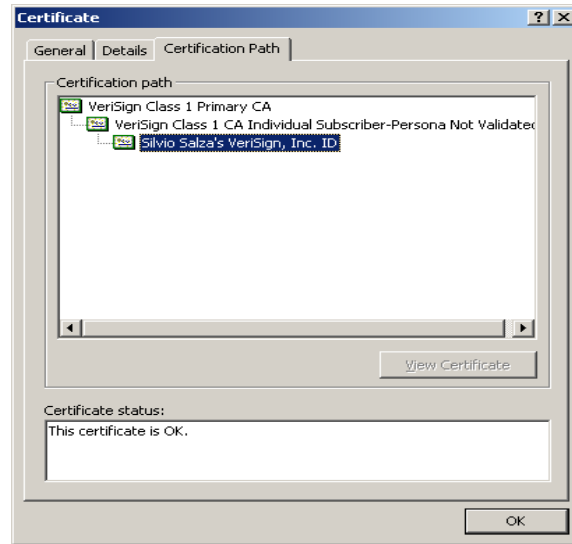 Certificate
General
Details
Certification Path
Certification path
VeriSign Class 1 Primary CA
VeriSign Class 1 CA Individual Subscriber-Persona Not Validated
Silvio Salza's VeriSign, Inc. ID
View Certificate
Certificate status:
This certificate is OK.
OK